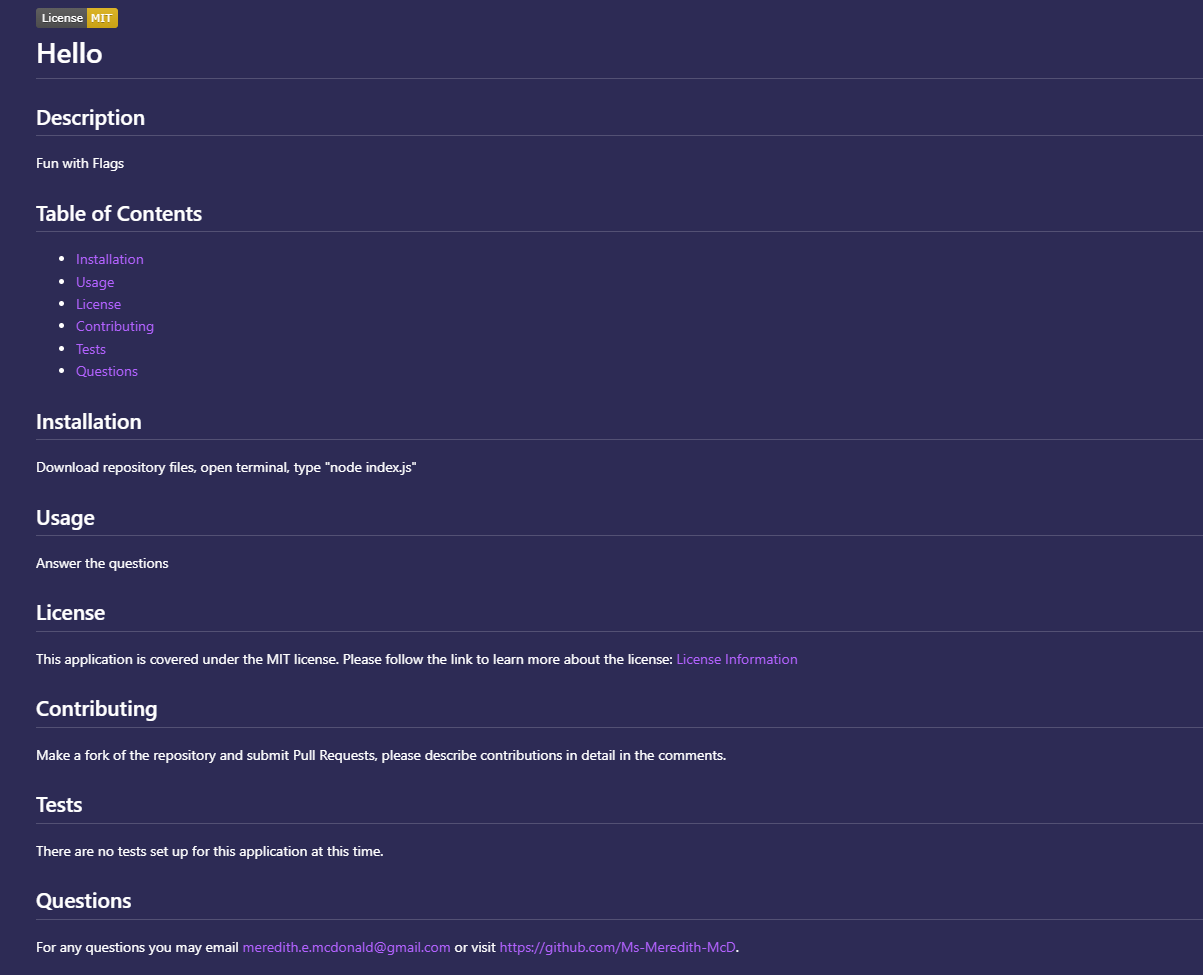 License MIT
Hello
Description
Fun with Flags
Table of Contents
Installation
Usage
License
Contributing
Tests
Questions
Installation
Download repository files, open terminal, type "node index.js"
Usage
Answer the questions
License
This application is covered under the MIT license. Please follow the link to learn more about the license: License Information
Contributing
Make a fork of the repository and submit Pull Requests, please describe contributions in detail in the comments.
Tests
There are no tests set up for this application at this time.
Questions
For any questions you may email meredith.e.mcdonald@gmail.com or visit https://github.com/Ms-Meredith-McD.